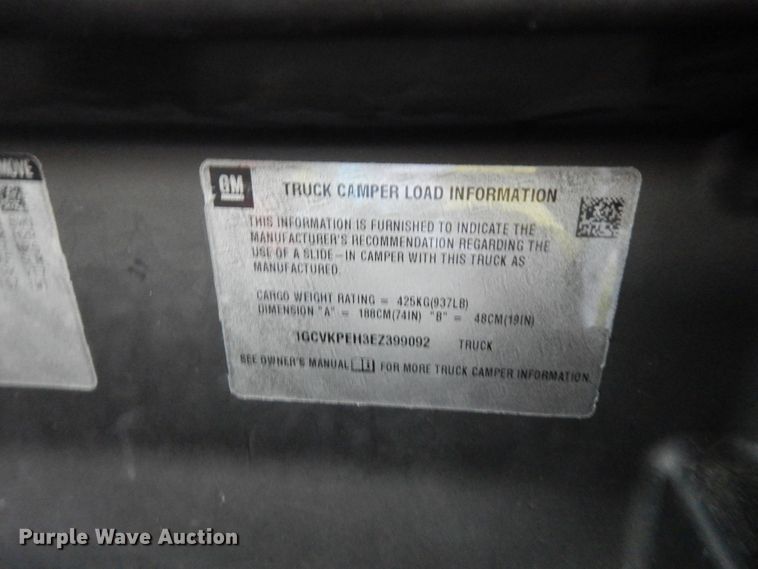 MOVE
GM
TRUCK CAMPER LOAD INFORMATION
THIS INFORMATION IS FURNISHED TO INDICATE THE
MANUFACTURER'S RECOMMENDATION REGARDING THE
USE OF A SLIDE-IN CAMPER WITH THIS TRUCK AS
MANUFACTURED.
CARGO WEIGHT RATING = 425KG(937LB)
DIMENSION "A" = 188CM(74IN) "B" = 48CM(19IN)
1GCVKPEH3EZ399092 TRUCK
SEE OWNER'S MANUAL FOR MORE TRUCK CAMPER INFORMATION.
Purple Wave Auction